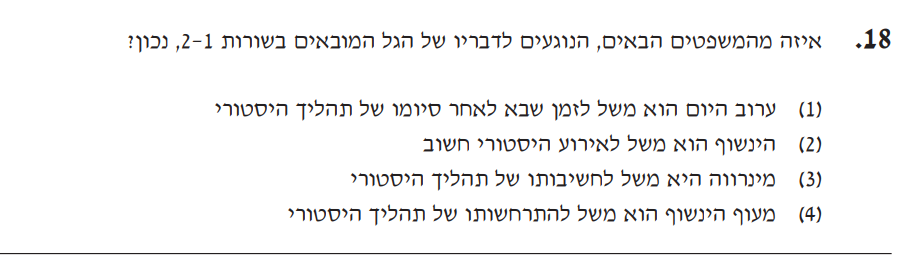 18. איזה מהמשפטים הבאים, הנוגעים לדבריו של הגל המובאים בשורות 2-1, נכון?
(1) ערוב היום הוא משל לזמן שבא לאחר סיומו של תהליך היסטורי
(2) הינשוף הוא משל לאירוע היסטורי חשוב
(3) מינרווה היא משל לחשיבותו של תהליך היסטורי
(4) מעוף הינשוף הוא משל להתרחשותו של תהליך היסטורי